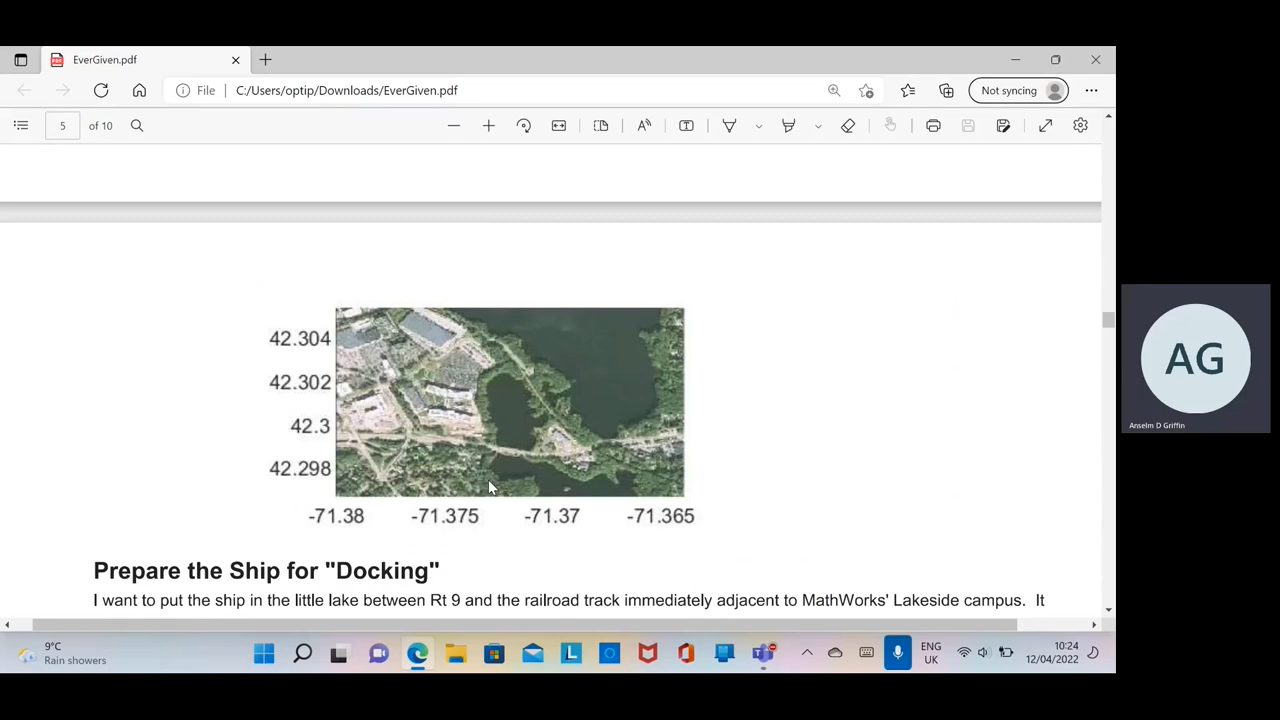 EverGiven.pdf
File C:/Users/optip/Downloads/EverGiven.pdf Not syncing
5 of 10
42.304
42.302
42.3
42.298
-71.38 -71.375 -71.37 -71.365
Prepare the Ship for "Docking"
I want to put the ship in the little lake between Rt 9 and the railroad track immediately adjacent to MathWorks' Lakeside campus. It
AG
Anselm D Griffin
9°C
Rain showers
ENG
UK
10:24
12/04/2022